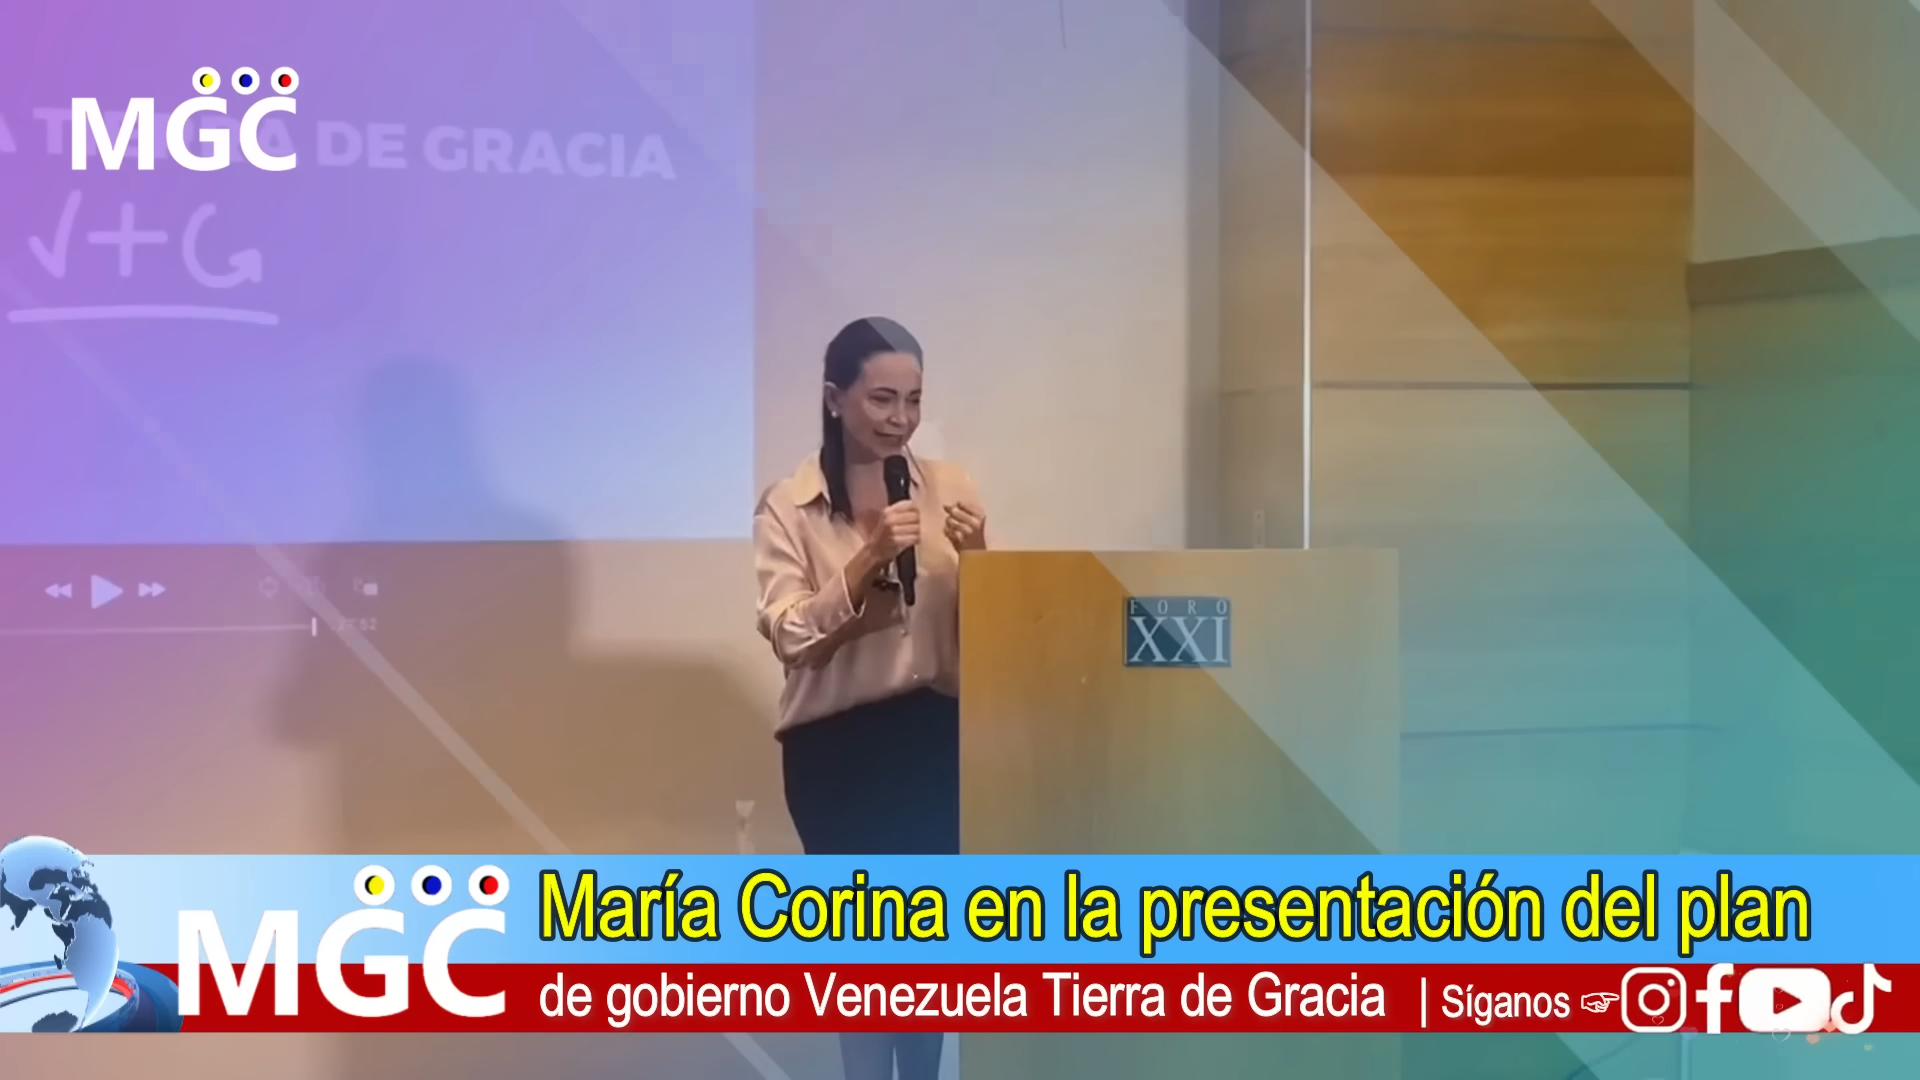 MGC
A TIERRA DE GRACIA
V+G
FORO
XXI
MGC
María Corina en la presentación del plan
de gobierno Venezuela Tierra de Gracia | Síganos